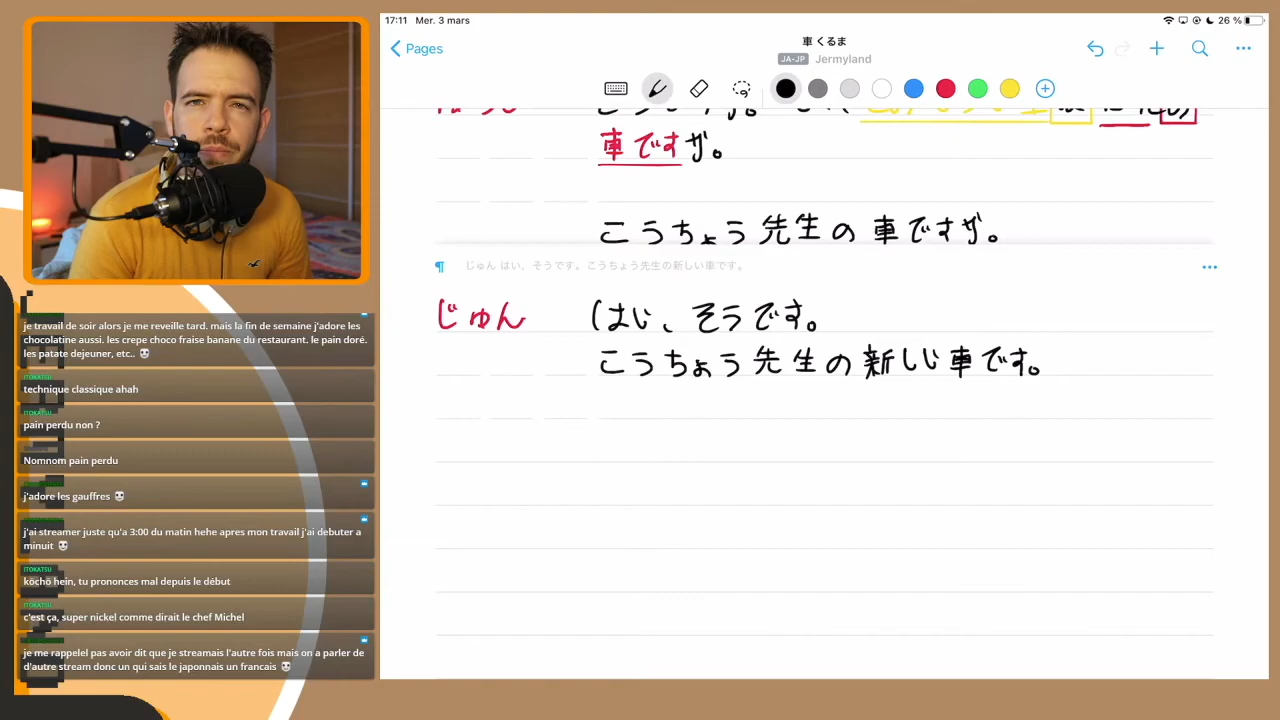 17:11 Mer. 3 mars
26 %
Pages
車 くるま
JA-JP Jermyland
車ですか。
こうちょう先生の車ですか。
じゅん はい、そうです。こうちょう先生の新しい車です。
じゅん はい、そうです。
こうちょう先生の新しい車です。
je travail de soir alors je me reveille tard. mais la fin de semaine j'adore les
chocolatine aussi. les crepe choco fraise banane du restaurant. le pain doré.
les patate dejeuner, etc..
ITOKATSU
technique classique ahah
ITOKATSU
pain perdu non ?
Nomnom pain perdu
j'adore les gauffres
j'ai streamer juste qu'a 3:00 du matin hehe apres mon travail j'ai debuter a
minuit
ITOKATSU
kōchō hein, tu prononces mal depuis le début
ITOKATSU
c'est ça, super nickel comme dirait le chef Michel
je me rappelel pas avoir dit que je streamais l'autre fois mais on a parler de
d'autre stream donc un qui sais le japonnais un francais